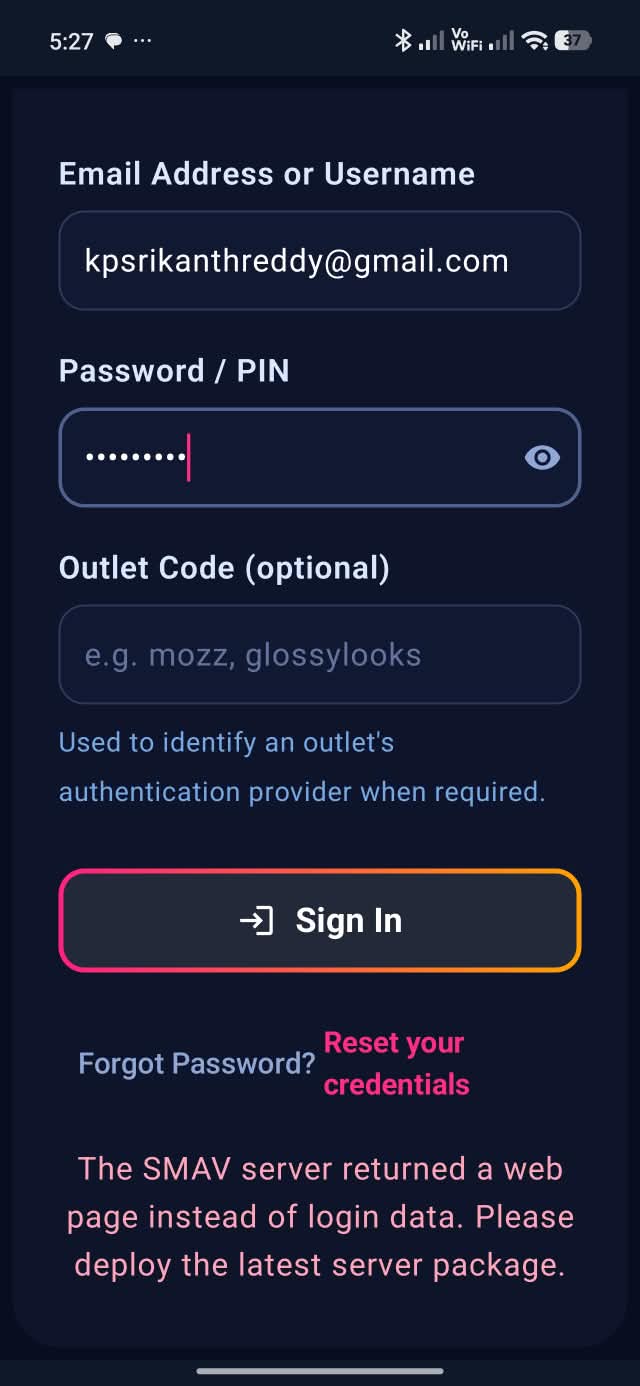 5:27 ... Vo WiFi 37
Email Address or Username
kpsrikanthreddy@gmail.com
Password / PIN
•••••••••
Outlet Code (optional)
e.g. mozz, glossylooks
Used to identify an outlet's
authentication provider when required.
Sign In
Forgot Password? Reset your
credentials
The SMAV server returned a web
page instead of login data. Please
deploy the latest server package.